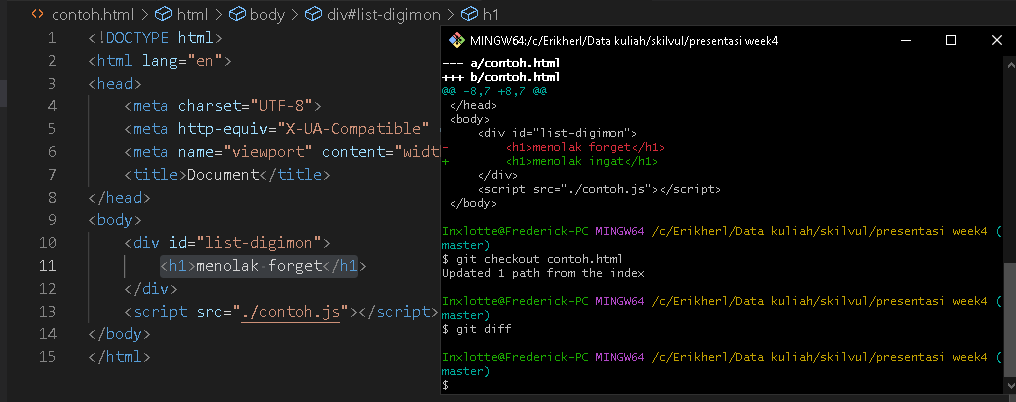 contoh.html > html > body > div#list-digimon > h1
1 <!DOCTYPE html>
2 <html lang="en">
3 <head>
4 <meta charset="UTF-8">
5 <meta http-equiv="X-UA-Compatible"
6 <meta name="viewport" content="width
7 <title>Document</title>
8 </head>
9 <body>
10 <div id="list-digimon">
11 <h1>menolak forget</h1>
12 </div>
13 <script src="./contoh.js"></script>
14 </body>
15 </html>
MINGW64:/c/Erikherl/Data kuliah/skilvul/presentasi week4
--- a/contoh.html
+++ b/contoh.html
@@ -8,7 +8,7 @@
</head>
<body>
<div id="list-digimon">
- <h1>menolak forget</h1>
+ <h1>menolak ingat</h1>
</div>
<script src="./contoh.js"></script>
</body>
Inxlotte@Frederick-PC MINGW64 /c/Erikherl/Data kuliah/skilvul/presentasi week4 (
master)
$ git checkout contoh.html
Updated 1 path from the index
Inxlotte@Frederick-PC MINGW64 /c/Erikherl/Data kuliah/skilvul/presentasi week4 (
master)
$ git diff
Inxlotte@Frederick-PC MINGW64 /c/Erikherl/Data kuliah/skilvul/presentasi week4 (
master)
$